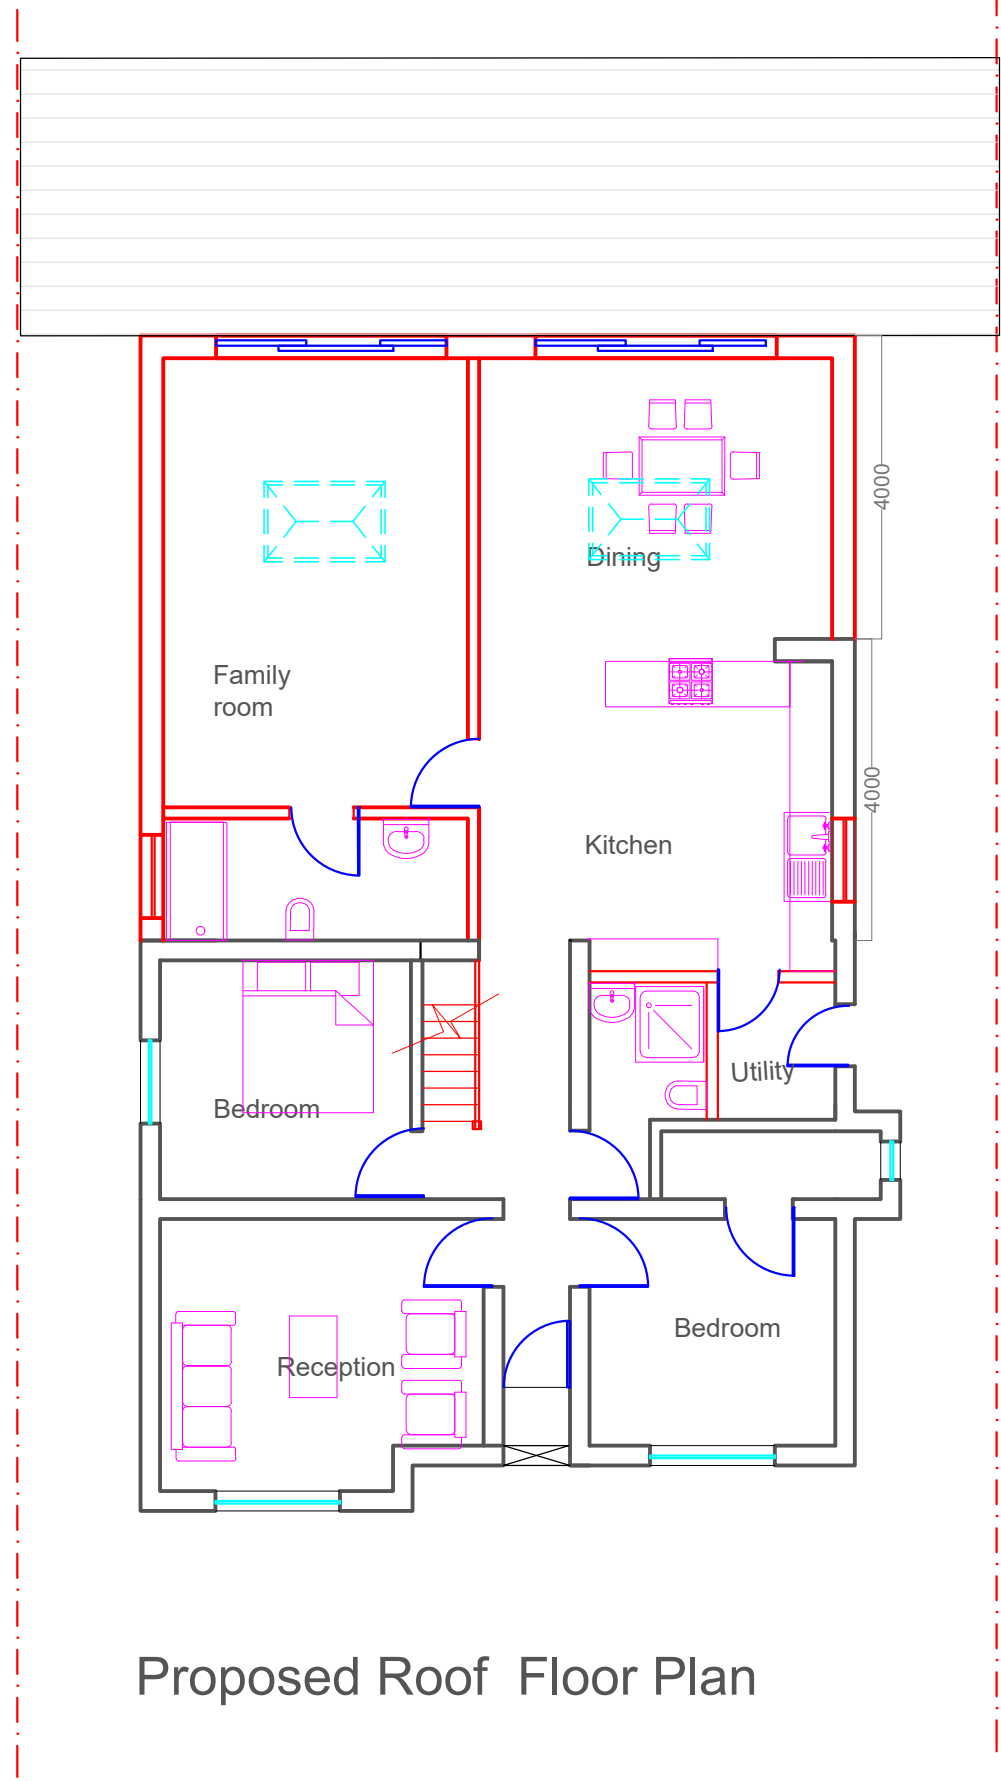 4000
Dining
Family
room
4000
Kitchen
Utility
Bedroom
Bedroom
Reception
Proposed Roof Floor Plan